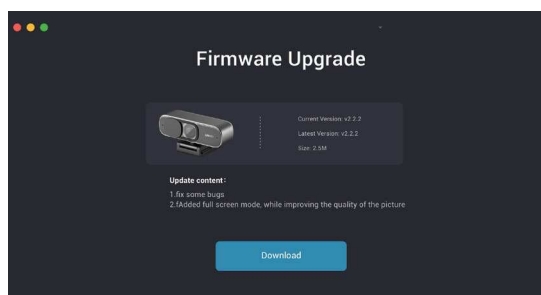 Firmware Upgrade
Current Version: v2.2.2
Latest Version: v2.2.2
Size: 2.5M
Update content:
1.fix some bugs
2.fAdded full screen mode, while improving the quality of the picture
Download